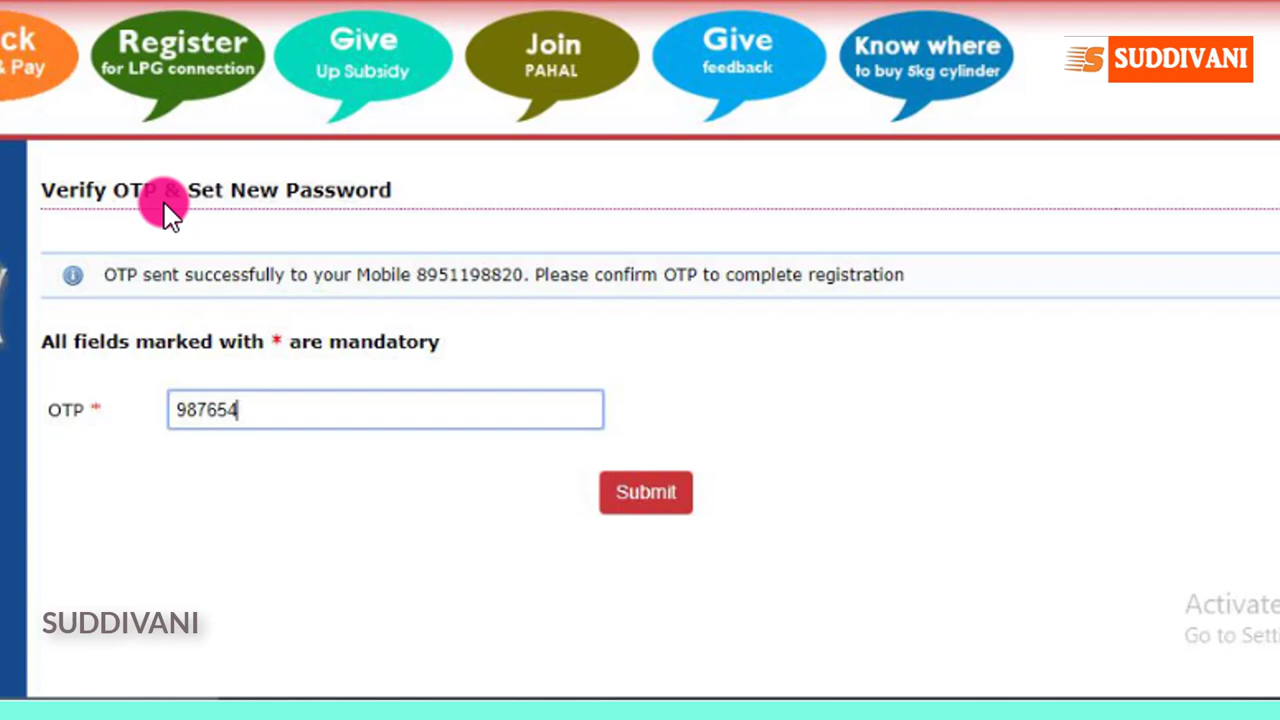 ck
& Pay
Register
for LPG connection
Give
Up Subsidy
Join
PAHAL
Give
feedback
Know where
to buy 5kg cylinder
S SUDDIVANI
Verify OTP & Set New Password
OTP sent successfully to your Mobile 8951198820. Please confirm OTP to complete registration
All fields marked with * are mandatory
OTP * 987654
Submit
SUDDIVANI
Activate
Go to Setti